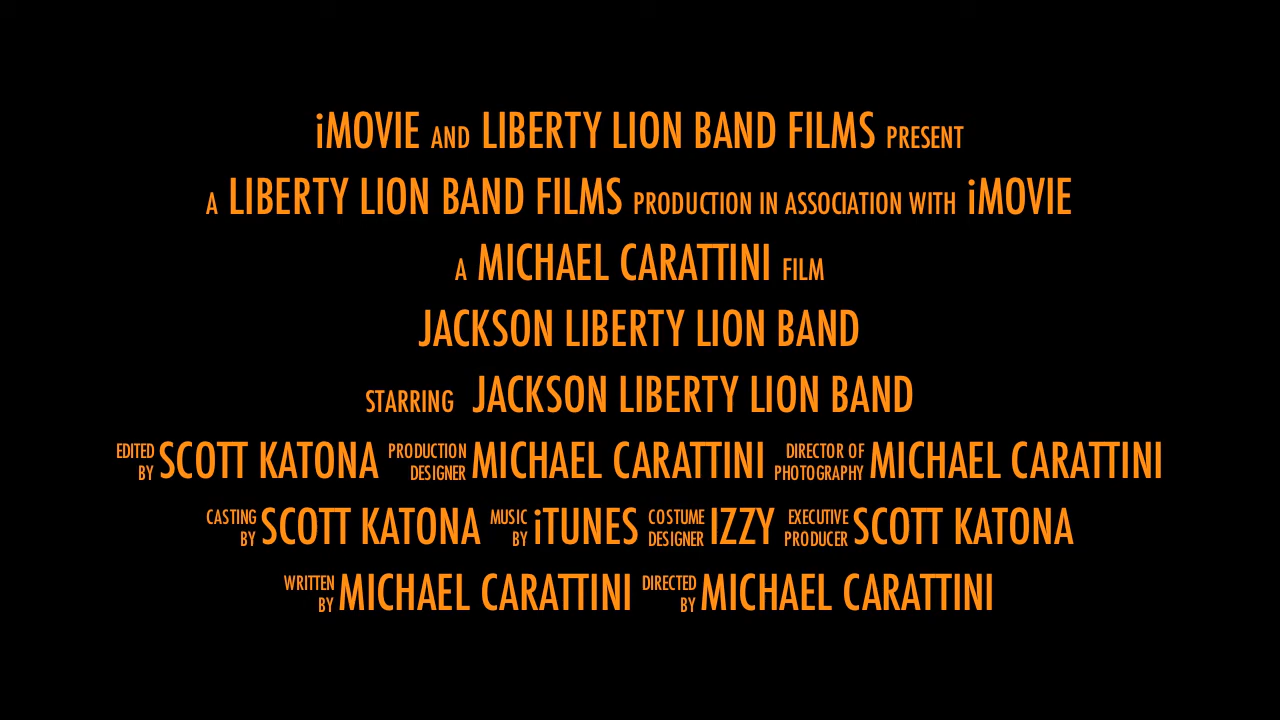 iMOVIE AND LIBERTY LION BAND FILMS PRESENT
A LIBERTY LION BAND FILMS PRODUCTION IN ASSOCIATION WITH iMOVIE
A MICHAEL CARATTINI FILM
JACKSON LIBERTY LION BAND
STARRING JACKSON LIBERTY LION BAND
EDITED BY SCOTT KATONA PRODUCTION DESIGNER MICHAEL CARATTINI DIRECTOR OF PHOTOGRAPHY MICHAEL CARATTINI
CASTING BY SCOTT KATONA MUSIC BY iTUNES COSTUME DESIGNER IZZY EXECUTIVE PRODUCER SCOTT KATONA
WRITTEN BY MICHAEL CARATTINI DIRECTED BY MICHAEL CARATTINI